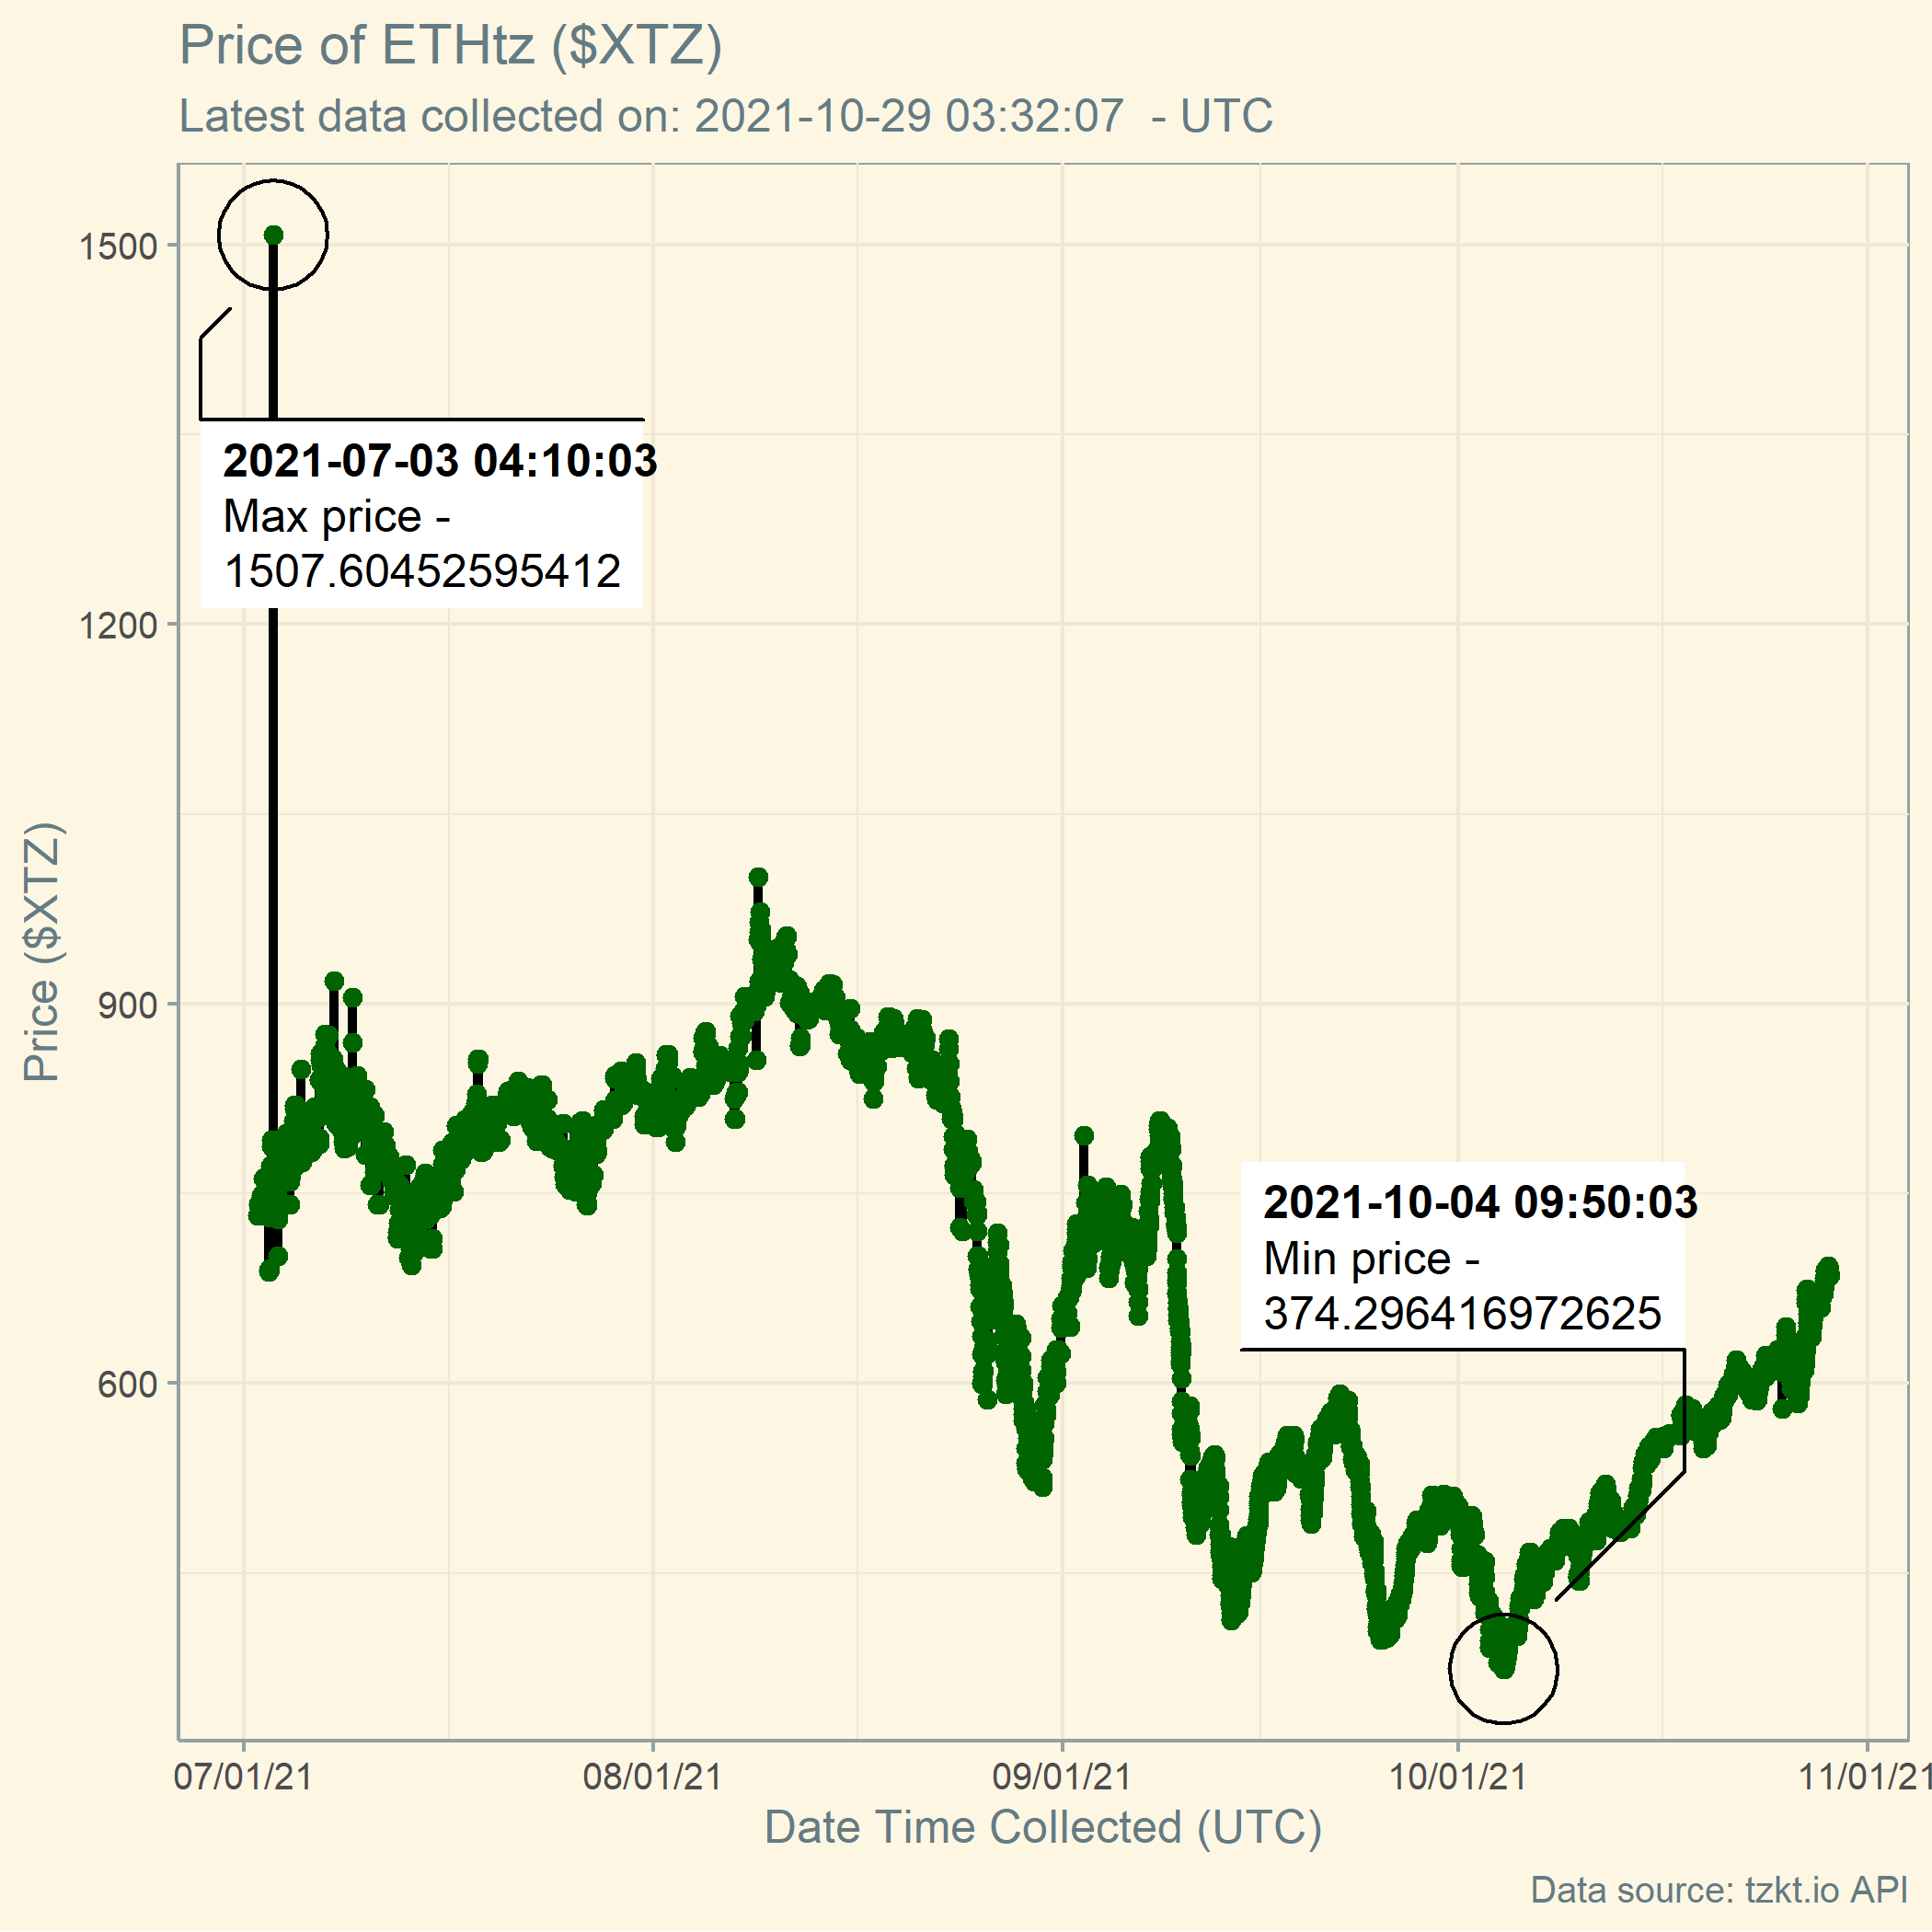 Price of ETHtz ($XTZ)
Latest data collected on: 2021-10-29 03:32:07  - UTC
1500
2021-07-03 04:10:03
Max price -
1507.60452595412
1200
Price ($XTZ)
900
2021-10-04 09:50:03
Min price -
374.296416972625
600
07/01/21
08/01/21
09/01/21
10/01/21
11/01/21
Date Time Collected (UTC)
Data source: tzkt.io API